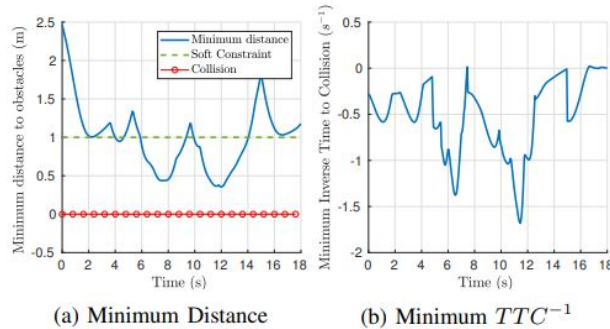 Minimum distance to obstacles (m)
2.5
2
1.5
1
0.5
0
-0.5
Minimum distance
Soft Constraint
Collision
0 2 4 6 8 10 12 14 16 18
Time (s)
(a) Minimum Distance
Minimum Inverse Time to Collision (s⁻¹)
0.5
0
-0.5
-1
-1.5
-2
0 2 4 6 8 10 12 14 16 18
Time (s)
(b) Minimum TTC⁻¹